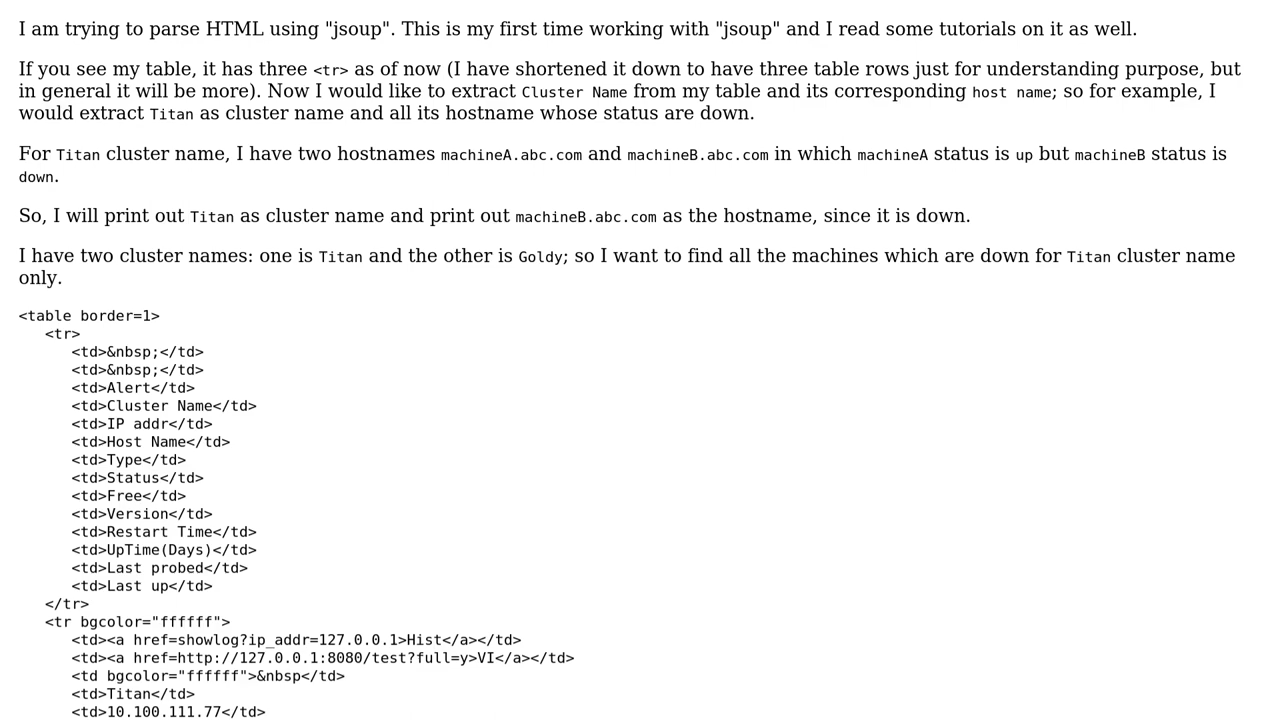 I am trying to parse HTML using "jsoup". This is my first time working with "jsoup" and I read some tutorials on it as well.
If you see my table, it has three <tr> as of now (I have shortened it down to have three table rows just for understanding purpose, but
in general it will be more). Now I would like to extract Cluster Name from my table and its corresponding host name; so for example, I
would extract Titan as cluster name and all its hostname whose status are down.
For Titan cluster name, I have two hostnames machineA.abc.com and machineB.abc.com in which machineA status is up but machineB status is
down.
So, I will print out Titan as cluster name and print out machineB.abc.com as the hostname, since it is down.
I have two cluster names: one is Titan and the other is Goldy; so I want to find all the machines which are down for Titan cluster name
only.
<table border=1>
   <tr>
      <td>&nbsp;</td>
      <td>&nbsp;</td>
      <td>Alert</td>
      <td>Cluster Name</td>
      <td>IP addr</td>
      <td>Host Name</td>
      <td>Type</td>
      <td>Status</td>
      <td>Free</td>
      <td>Version</td>
      <td>Restart Time</td>
      <td>UpTime(Days)</td>
      <td>Last probed</td>
      <td>Last up</td>
   </tr>
   <tr bgcolor="ffffff">
      <td><a href=showlog?ip_addr=127.0.0.1>Hist</a></td>
      <td><a href=http://127.0.0.1:8080/test?full=y>VI</a></td>
      <td bgcolor="ffffff">&nbsp</td>
      <td>Titan</td>
      <td>10.100.111.77</td>